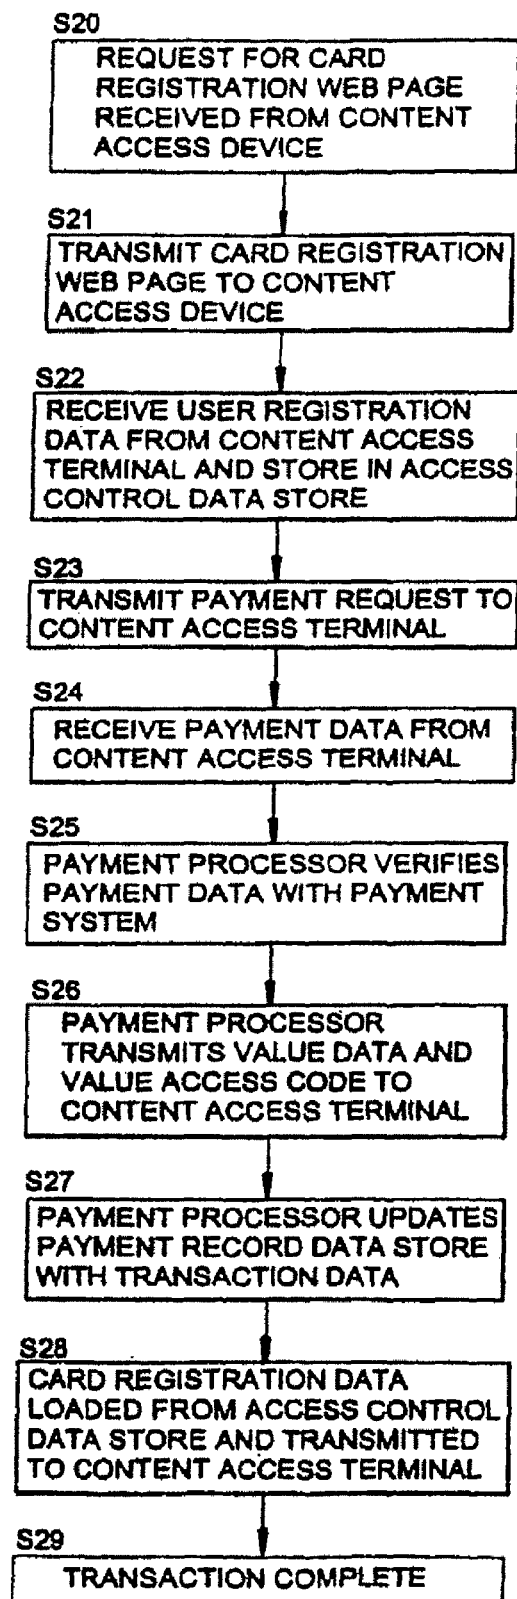 S20
REQUEST FOR CARD
REGISTRATION WEB PAGE
RECEIVED FROM CONTENT
ACCESS DEVICE
S21
TRANSMIT CARD REGISTRATION
WEB PAGE TO CONTENT
ACCESS DEVICE
S22
RECEIVE USER REGISTRATION
DATA FROM CONTENT ACCESS
TERMINAL AND STORE IN ACCESS
CONTROL DATA STORE
S23
TRANSMIT PAYMENT REQUEST TO
CONTENT ACCESS TERMINAL
S24
RECEIVE PAYMENT DATA FROM
CONTENT ACCESS TERMINAL
S25
PAYMENT PROCESSOR VERIFIES
PAYMENT DATA WITH PAYMENT
SYSTEM
S26
PAYMENT PROCESSOR
TRANSMITS VALUE DATA AND
VALUE ACCESS CODE TO
CONTENT ACCESS TERMINAL
S27
PAYMENT PROCESSOR UPDATES
PAYMENT RECORD DATA STORE
WITH TRANSACTION DATA
S28
CARD REGISTRATION DATA
LOADED FROM ACCESS CONTROL
DATA STORE AND TRANSMITTED
TO CONTENT ACCESS TERMINAL
S29
TRANSACTION COMPLETE